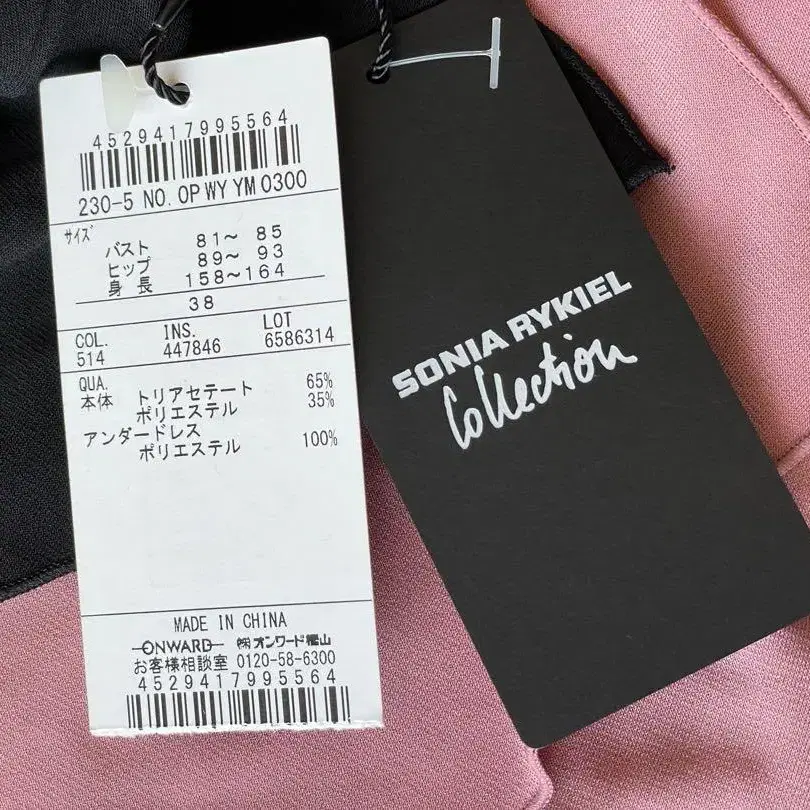 4529417995564
230-5 NO. OP WY YM 0300
サイズ
バスト 81～ 85
ヒップ 89～ 93
身 長 158～164
38
COL. INS. LOT
514 447846 6586314
QUA.
本体 トリアセテート 65%
ポリエステル 35%
アンダードレス
ポリエステル 100%
MADE IN CHINA
ONWARD ㈱オンワード樫山
お客様相談室 0120-58-6300
4529417995564
SONIA RYKIEL
Collection